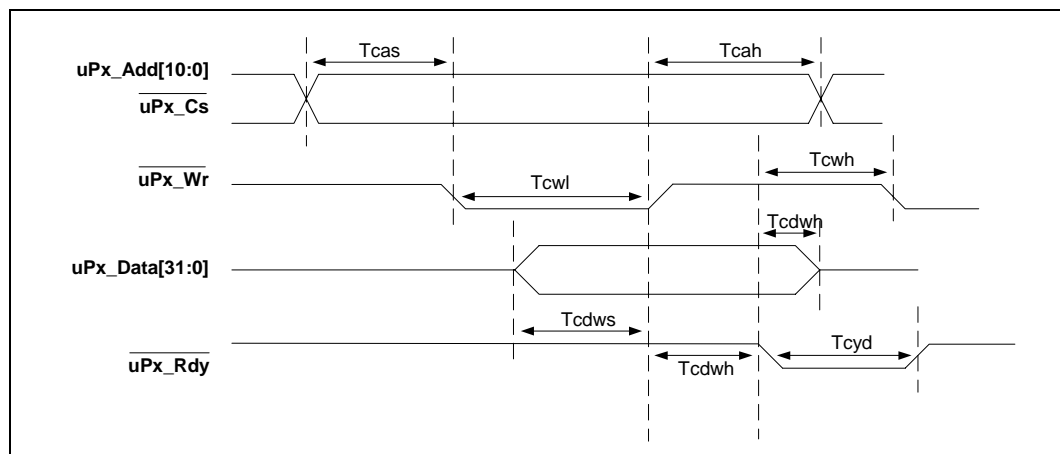 Tcas
Tcah
uPx_Add[10:0]
uPx_Cs
uPx_Wr
Tcwh
Tcwl
Tcdwh
uPx_Data[31:0]
Tcdws
Tcyd
uPx_Rdy
Tcdwh